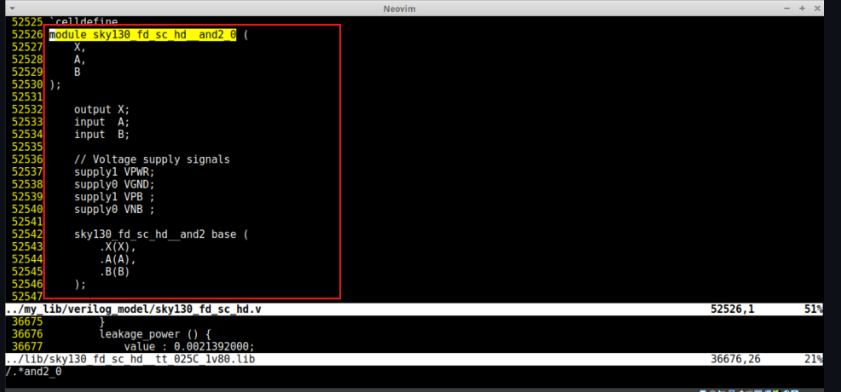 Neovim
52525 `celldefine
52526 module sky130_fd_sc_hd__and2_0 (
52527     X,
52528     A,
52529     B
52530 );
52531
52532     output X;
52533     input  A;
52534     input  B;
52535
52536     // Voltage supply signals
52537     supply1 VPWR;
52538     supply0 VGND;
52539     supply1 VPB ;
52540     supply0 VNB ;
52541
52542     sky130_fd_sc_hd__and2 base (
52543         .X(X),
52544         .A(A),
52545         .B(B)
52546     );
52547
../my_lib/verilog_model/sky130_fd_sc_hd.v 52526,1 51%
36675         }
36676         leakage_power () {
36677             value : 0.0021392000;
../lib/sky130_fd_sc_hd__tt_025C_1v80.lib 36676,26 21%
/.*and2_0